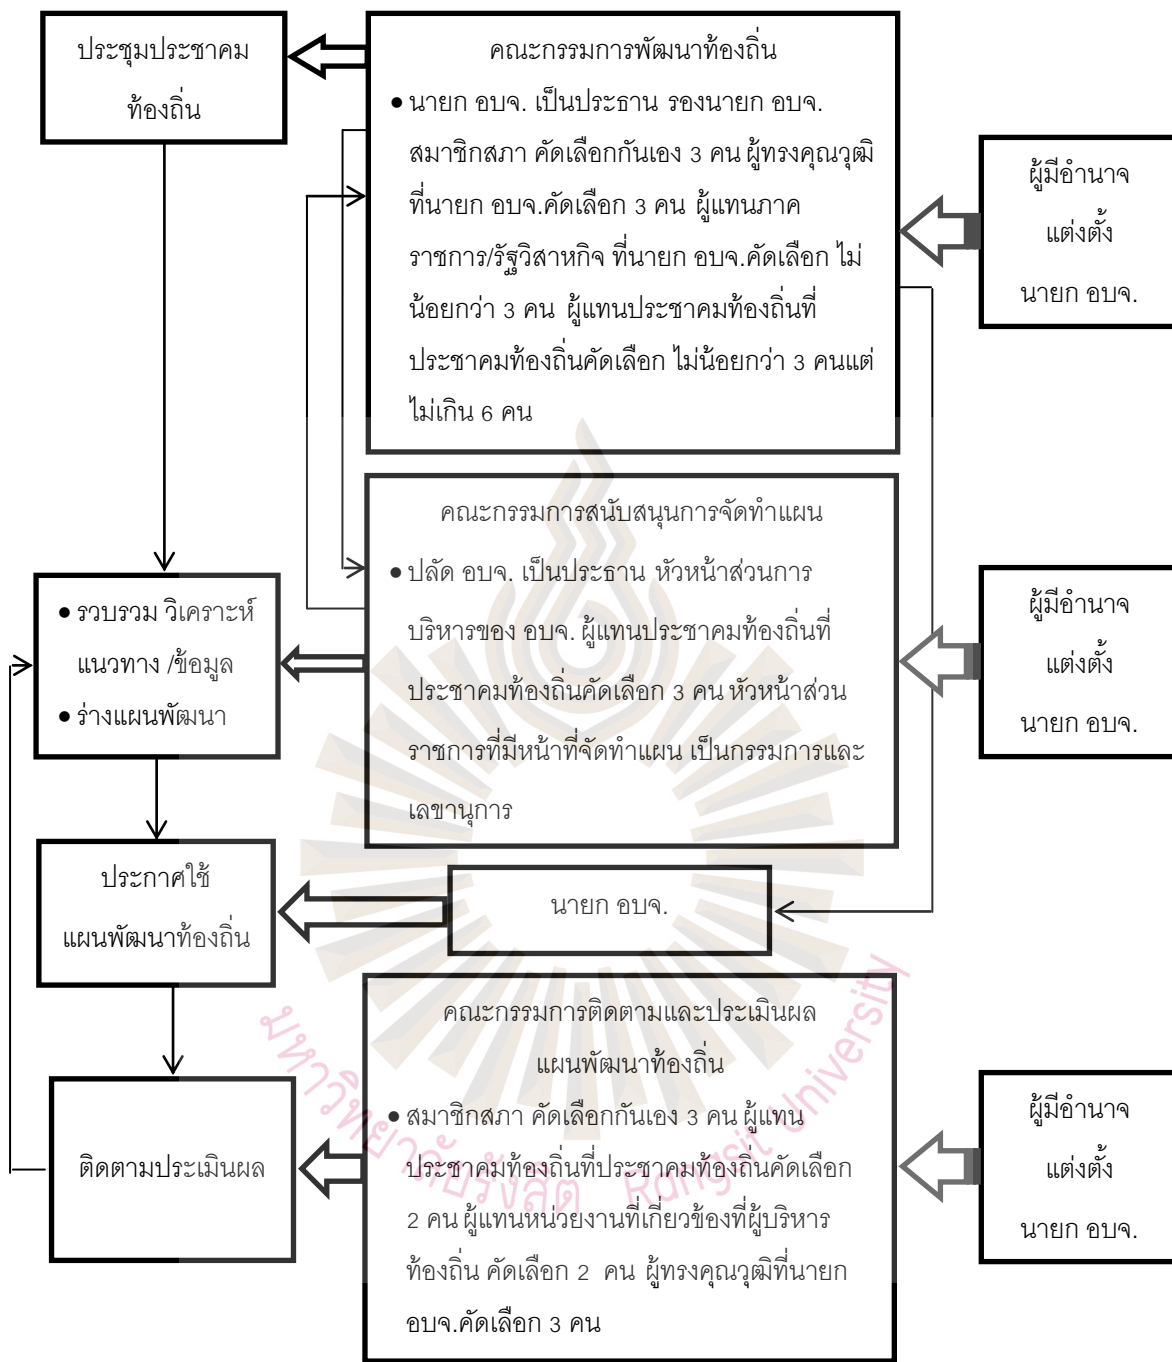 ประชุมประชาคม
ท้องถิ่น
คณะกรรมการพัฒนาท้องถิ่น
• นายก อบจ. เป็นประธาน รองนายก อบจ.
สมาชิกสภา คัดเลือกกันเอง 3 คน ผู้ทรงคุณวุฒิ
ที่นายก อบจ.คัดเลือก 3 คน ผู้แทนภาค
ราชการ/รัฐวิสาหกิจ ที่นายก อบจ.คัดเลือก ไม่
น้อยกว่า 3 คน ผู้แทนประชาคมท้องถิ่นที่
ประชาคมท้องถิ่นคัดเลือก ไม่น้อยกว่า 3 คนแต่
ไม่เกิน 6 คน
ผู้มีอำนาจ
แต่งตั้ง
นายก อบจ.
คณะกรรมการสนับสนุนการจัดทำแผน
• ปลัด อบจ. เป็นประธาน หัวหน้าส่วนการ
บริหารของ อบจ. ผู้แทนประชาคมท้องถิ่นที่
ประชาคมท้องถิ่นคัดเลือก 3 คน หัวหน้าส่วน
ราชการที่มีหน้าที่จัดทำแผน เป็นกรรมการและ
เลขานุการ
ผู้มีอำนาจ
แต่งตั้ง
นายก อบจ.
• รวบรวม วิเคราะห์
แนวทาง /ข้อมูล
• ร่างแผนพัฒนา
ประกาศใช้
แผนพัฒนาท้องถิ่น
นายก อบจ.
คณะกรรมการติดตามและประเมินผล
แผนพัฒนาท้องถิ่น
• สมาชิกสภา คัดเลือกกันเอง 3 คน ผู้แทน
ประชาคมท้องถิ่นที่ประชาคมท้องถิ่นคัดเลือก
2 คน ผู้แทนหน่วยงานที่เกี่ยวข้องที่ผู้บริหาร
ท้องถิ่น คัดเลือก 2 คน ผู้ทรงคุณวุฒิที่นายก
อบจ.คัดเลือก 3 คน
ผู้มีอำนาจ
แต่งตั้ง
นายก อบจ.
ติดตามประเมินผล
มหาวิทยาลัยรังสิต Rangsit University